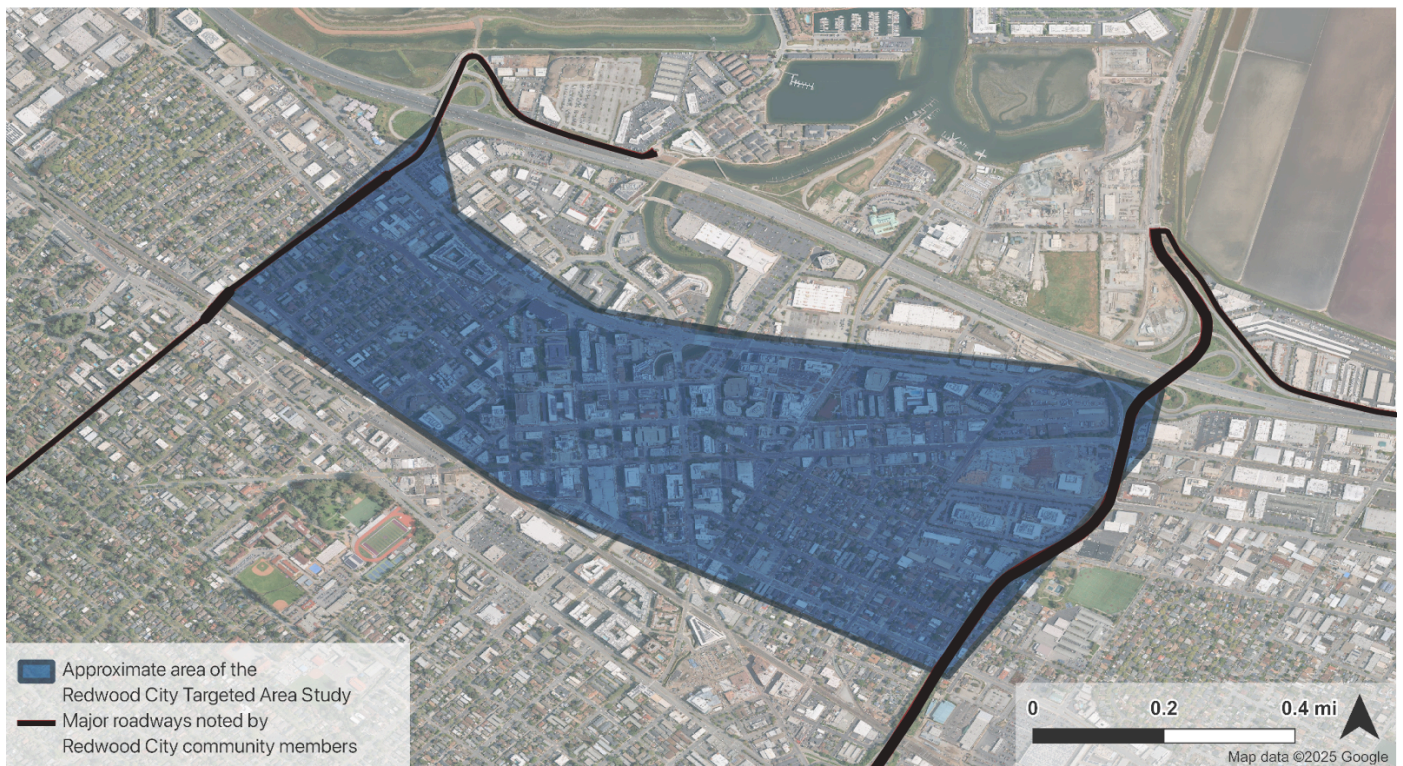 Approximate area of the
Redwood City Targeted Area Study
Major roadways noted by
Redwood City community members
0 0.2 0.4 mi
Map data ©2025 Google